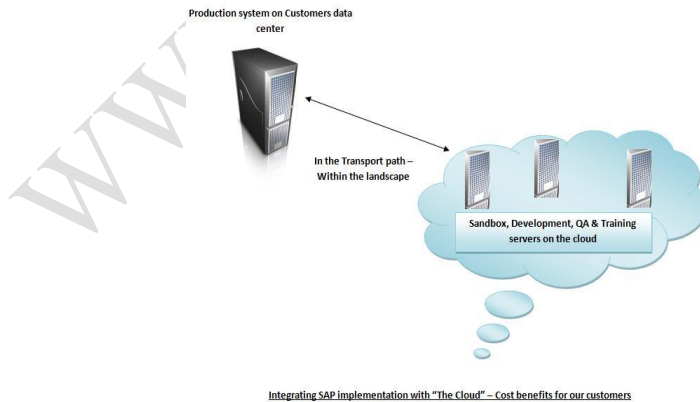 Production system on Customers data
center
In the Transport path –
Within the landscape
Sandbox, Development, QA & Training
servers on the cloud
Integrating SAP implementation with "The Cloud" – Cost benefits for our customers
WWW